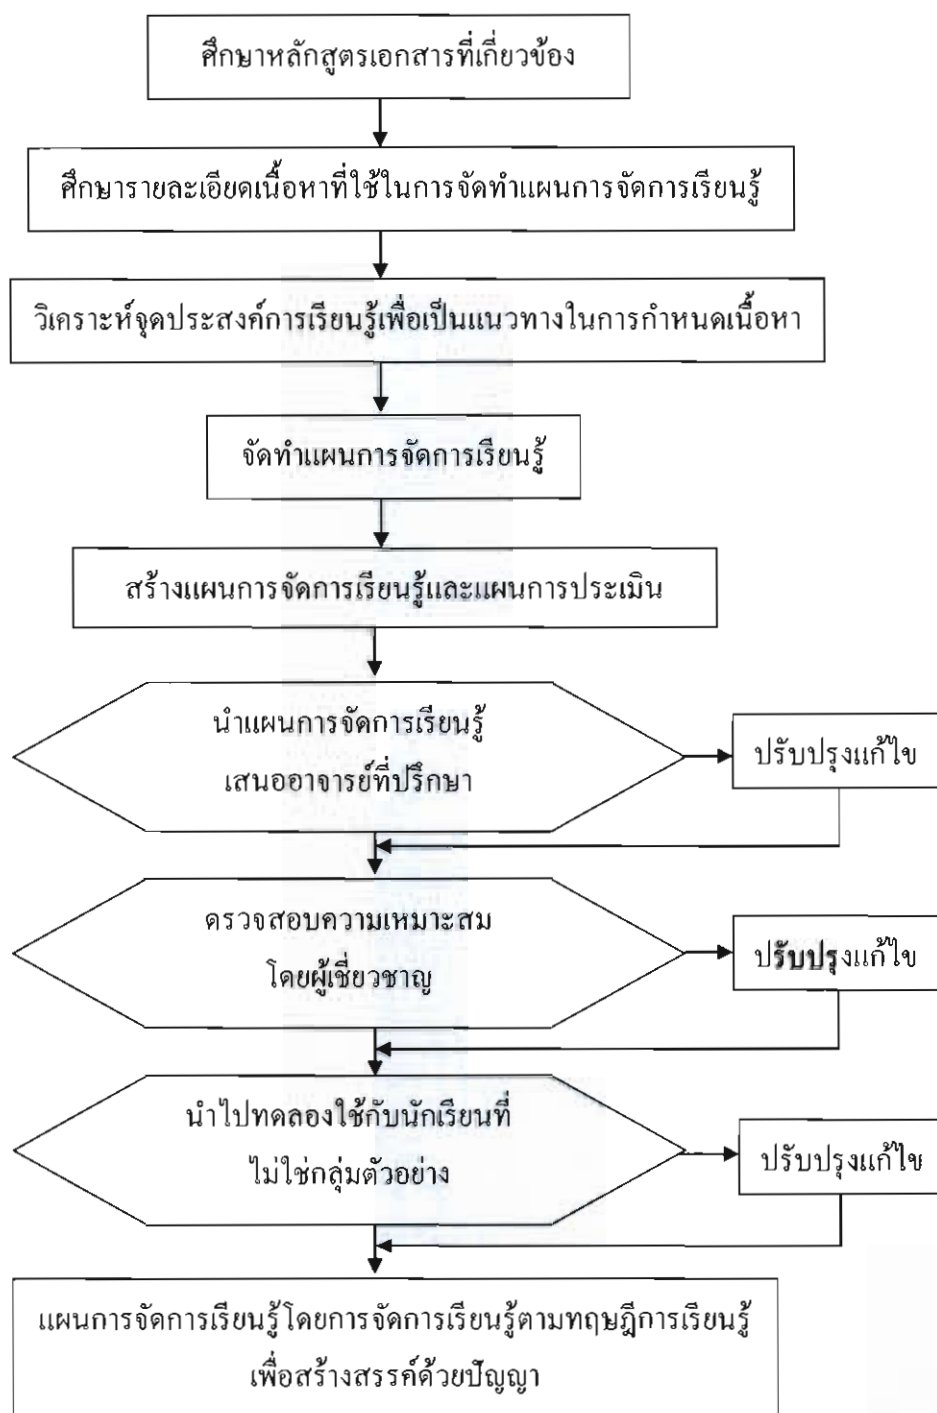 ศึกษาหลักสูตรเอกสารที่เกี่ยวข้อง
ศึกษารายละเอียดเนื้อหาที่ใช้ในการจัดทำแผนการจัดการเรียนรู้
วิเคราะห์จุดประสงค์การเรียนรู้เพื่อเป็นแนวทางในการกำหนดเนื้อหา
จัดทำแผนการจัดการเรียนรู้
สร้างแผนการจัดการเรียนรู้และแผนการประเมิน
นำแผนการจัดการเรียนรู้
เสนออาจารย์ที่ปรึกษา
ปรับปรุงแก้ไข
ตรวจสอบความเหมาะสม
โดยผู้เชี่ยวชาญ
ปรับปรุงแก้ไข
นำไปทดลองใช้กับนักเรียนที่
ไม่ใช่กลุ่มตัวอย่าง
ปรับปรุงแก้ไข
แผนการจัดการเรียนรู้โดยการจัดการเรียนรู้ตามทฤษฎีการเรียนรู้
เพื่อสร้างสรรค์ด้วยปัญญา